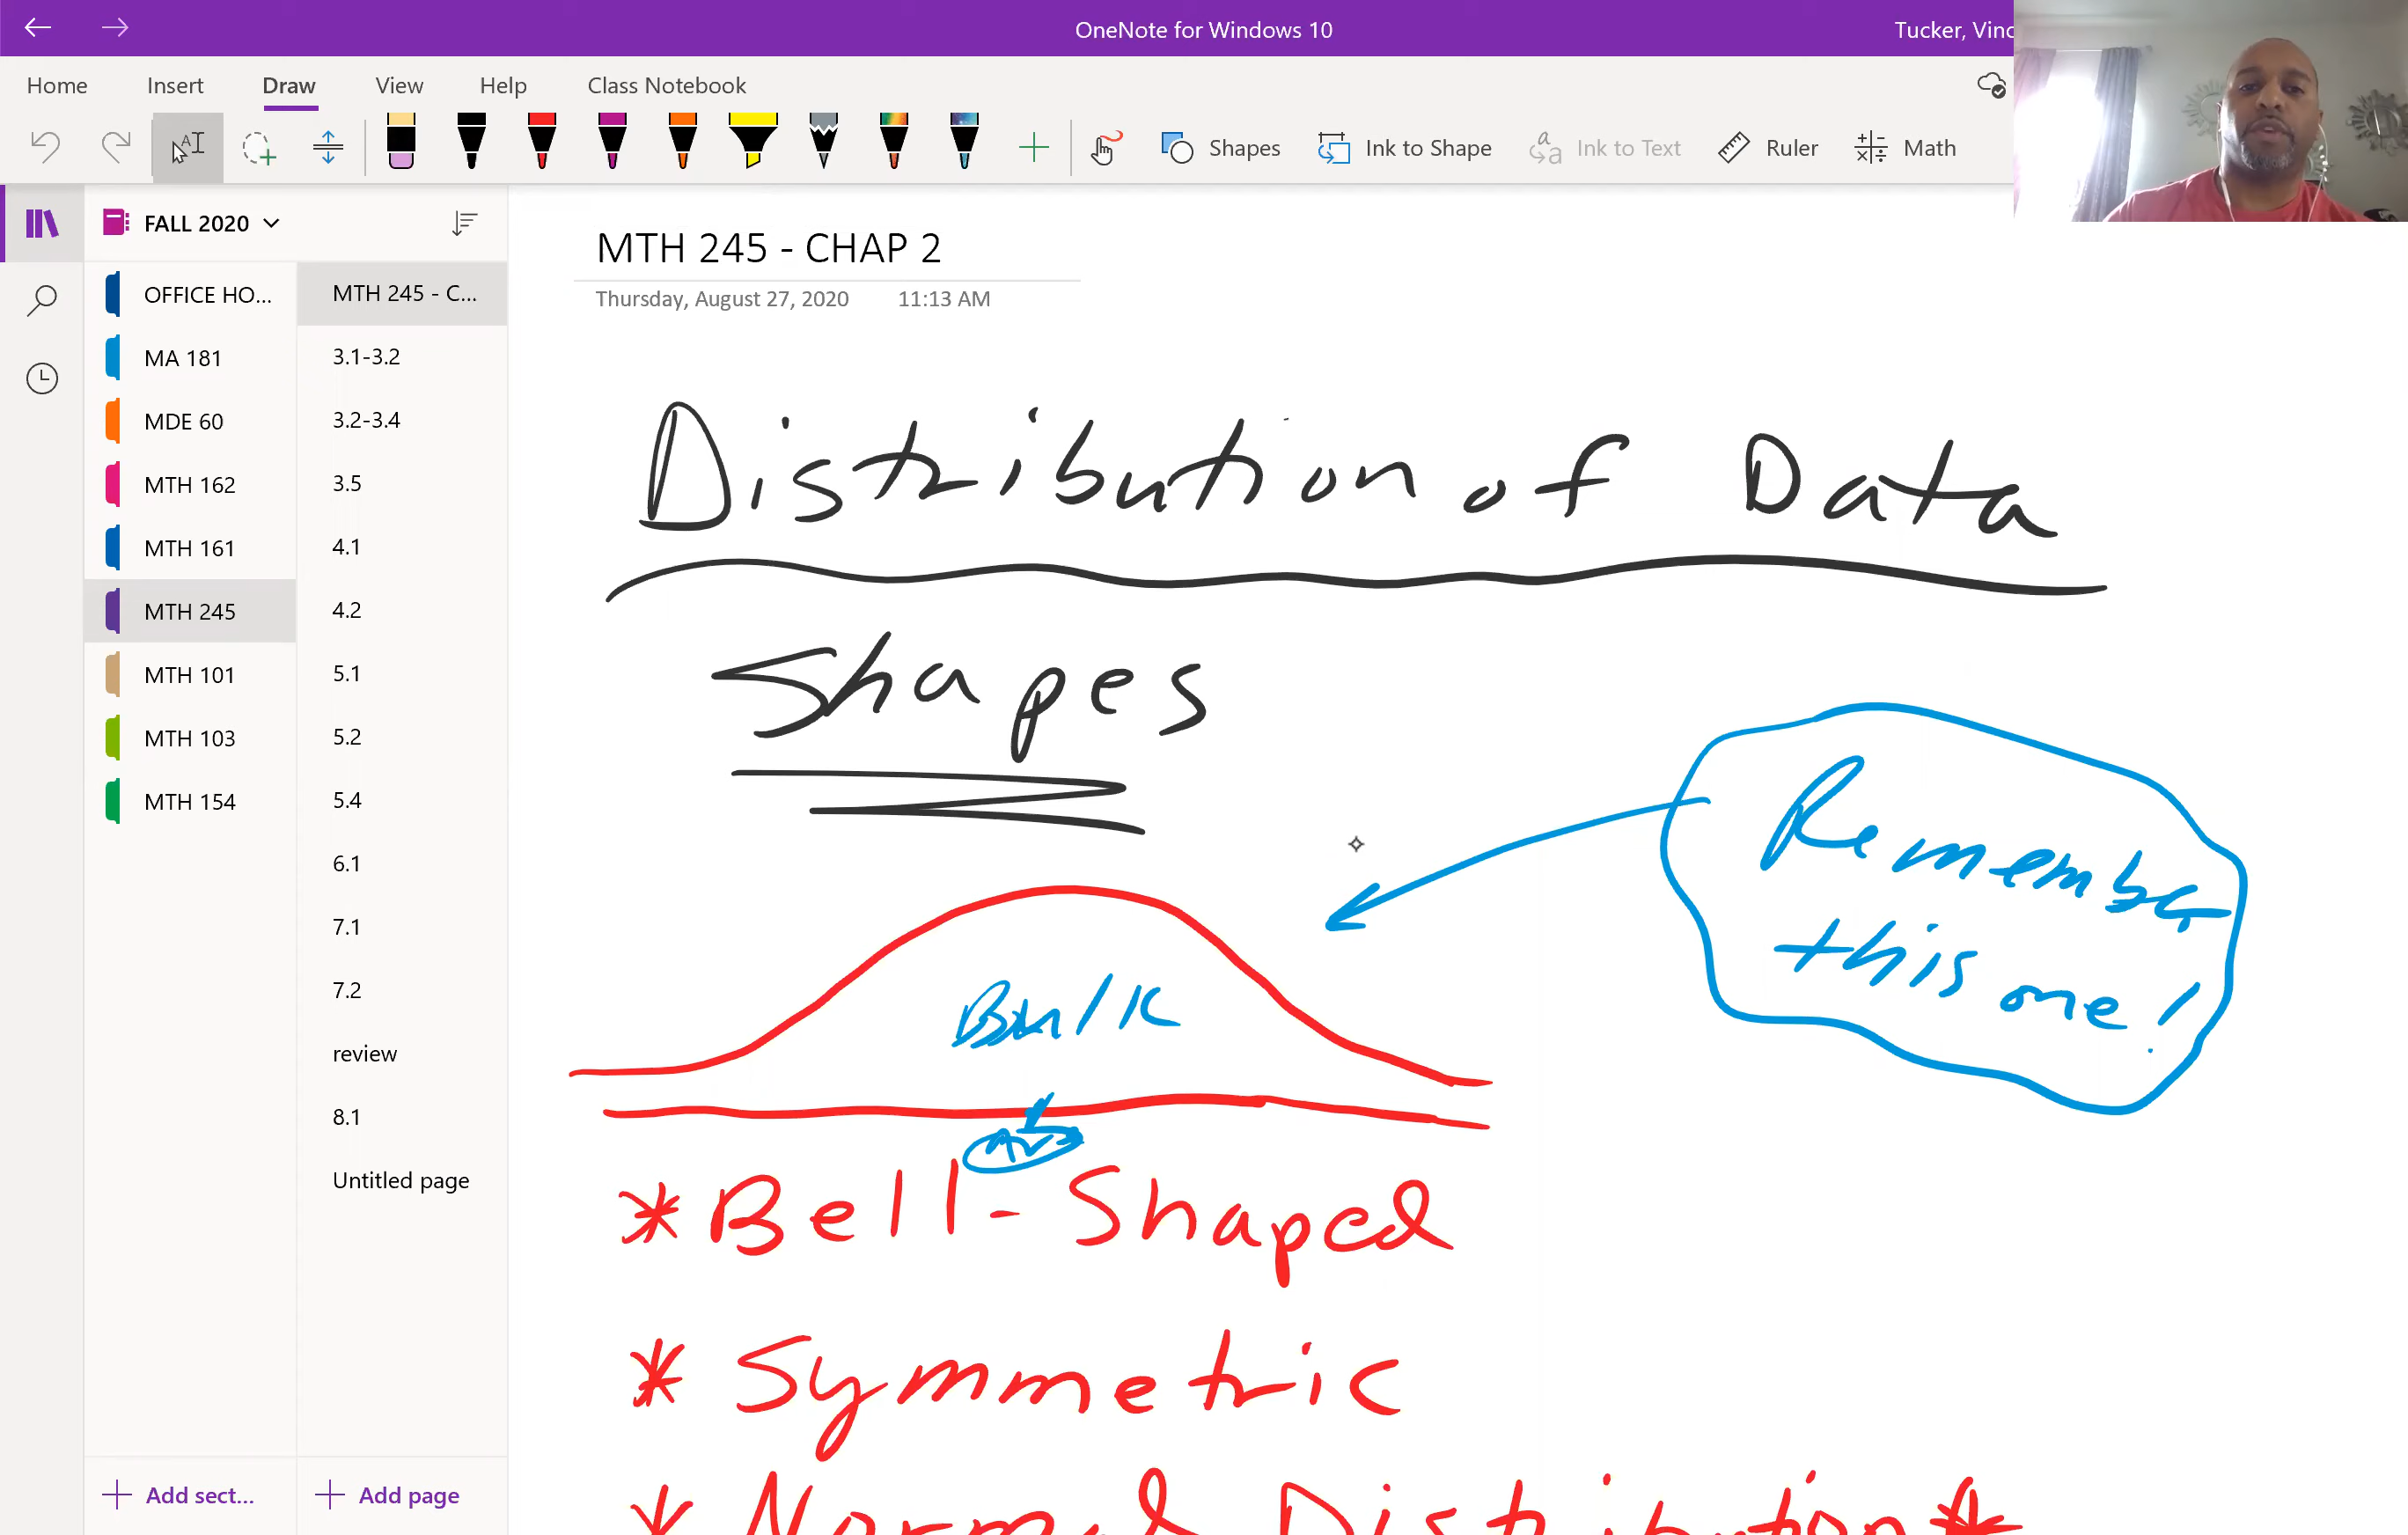 OneNote for Windows 10
Tucker, Vinc
Home Insert Draw View Help Class Notebook
Shapes Ink to Shape Ink to Text Ruler Math
FALL 2020
OFFICE HO...
MA 181
MDE 60
MTH 162
MTH 161
MTH 245
MTH 101
MTH 103
MTH 154
Add sect...
MTH 245 - C...
3.1-3.2
3.2-3.4
3.5
4.1
4.2
5.1
5.2
5.4
6.1
7.1
7.2
review
8.1
Untitled page
Add page
MTH 245 - CHAP 2
Thursday, August 27, 2020 11:13 AM
Distribution of Data
Shapes
Remember
this one!
Bulk
* Bell-Shaped
* Symmetric
* Normal Distribution *